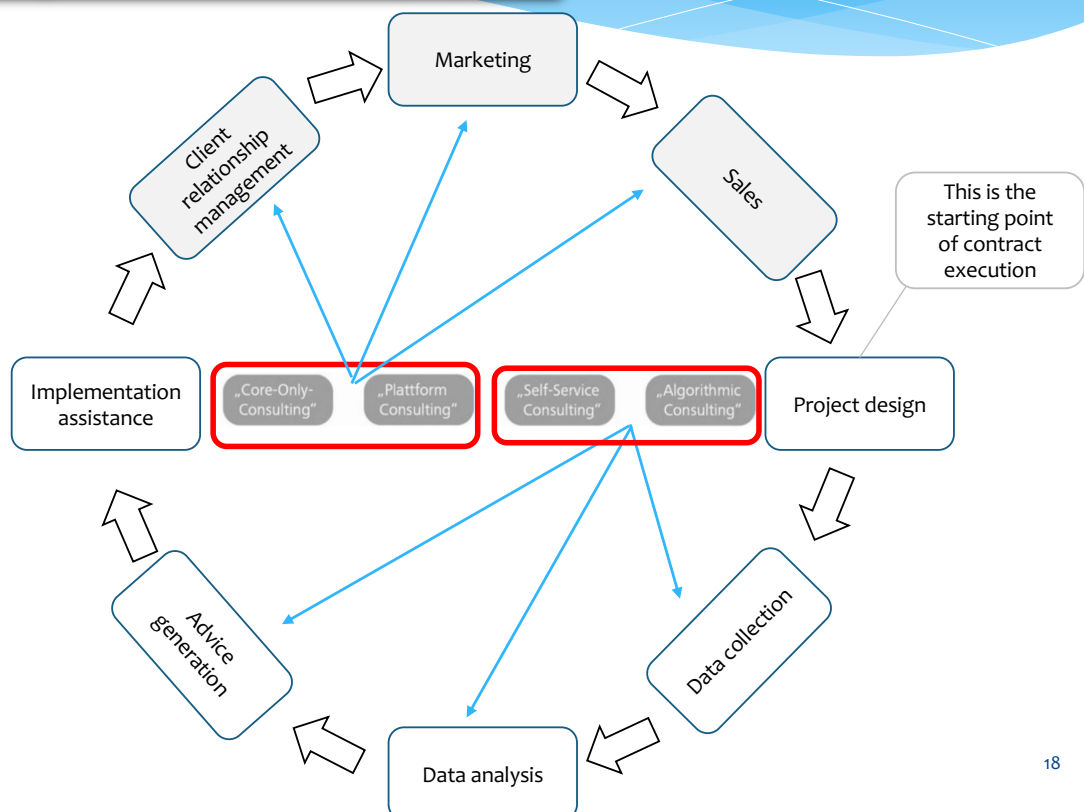 Marketing
Client
relationship
management
Sales
This is the
starting point
of contract
execution
Implementation
assistance
„Core-Only-
Consulting"
„Plattform
Consulting"
„Self-Service
Consulting"
„Algorithmic
Consulting"
Project design
Advice
generation
Data collection
Data analysis
18